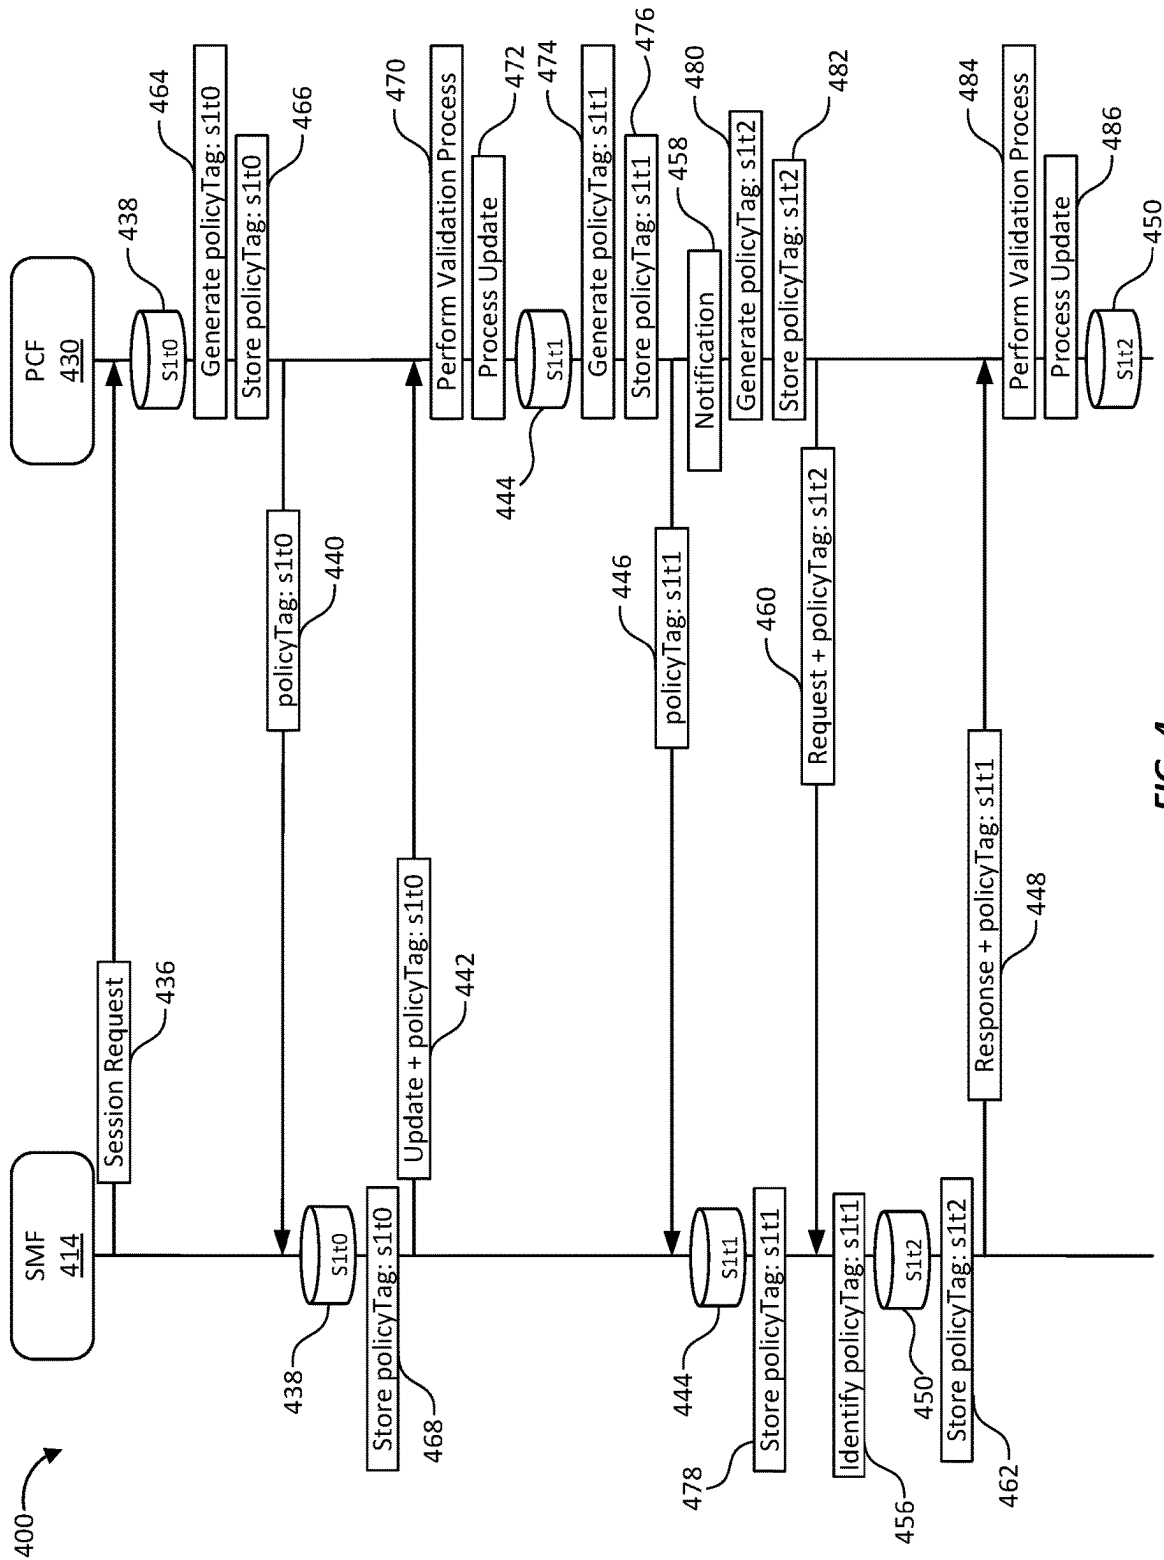 400
SMF
414
PCF
430
Session Request
436
S1t0
438
Generate policyTag: s1t0
464
Store policyTag: s1t0
466
policyTag: s1t0
440
S1t0
438
Store policyTag: s1t0
468
Update + policyTag: s1t0
442
Perform Validation Process
470
Process Update
472
S1t1
444
Generate policyTag: s1t1
474
Store policyTag: s1t1
476
policyTag: s1t1
446
S1t1
444
Notification
458
Generate policyTag: s1t2
480
Store policyTag: s1t2
482
Store policyTag: s1t1
478
Request + policyTag: s1t2
460
Identify policyTag: s1t1
456
S1t2
450
Store policyTag: s1t2
462
Response + policyTag: s1t1
448
Perform Validation Process
484
Process Update
486
S1t2
450